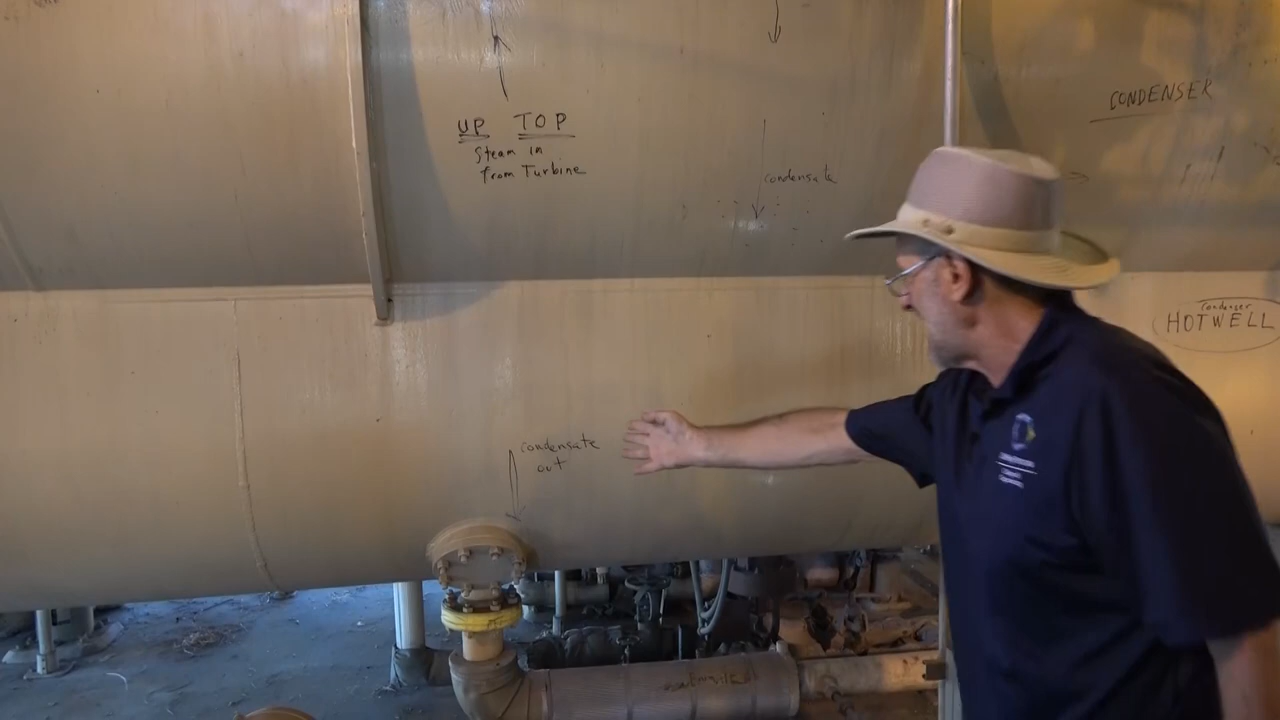 CONDENSER
UP TOP
Steam in
from Turbine
condensate
Condenser
HOTWELL
condensate
out